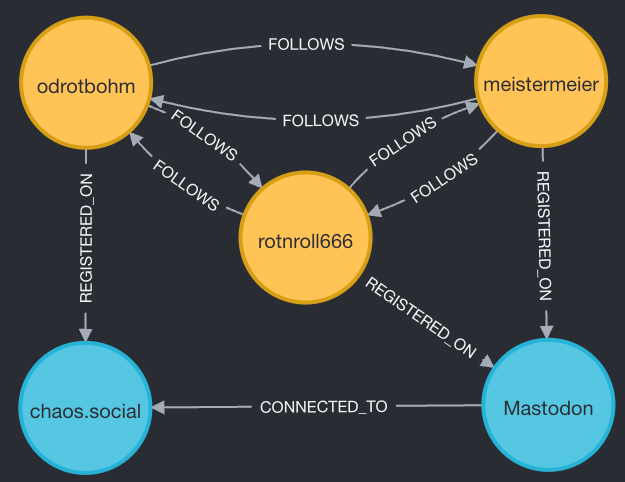 FOLLOWS
odrotbohm
meistermeier
FOLLOWS
FOLLOWS
FOLLOWS
FOLLOWS
FOLLOWS
REGISTERED_ON
rotnroll666
REGISTERED_ON
REGISTERED_ON
chaos.social
CONNECTED_TO
Mastodon